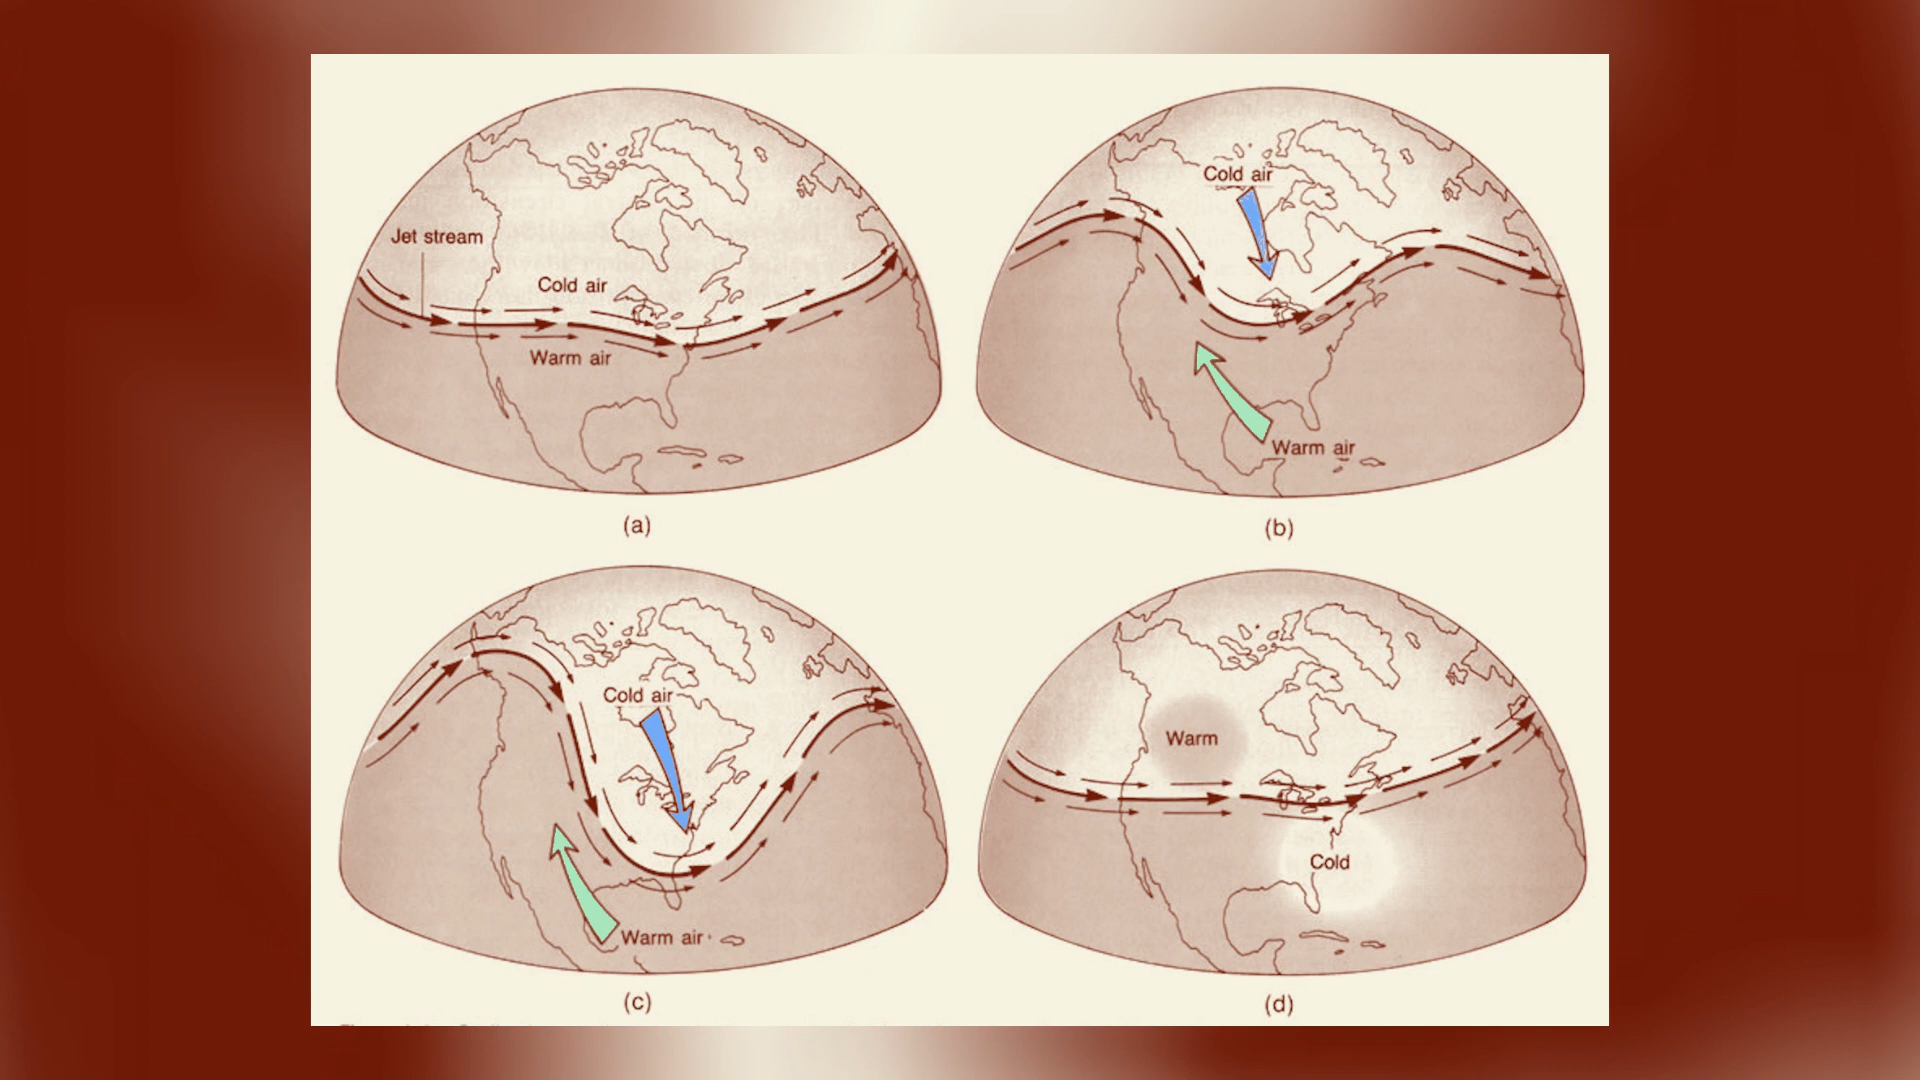 Jet stream
Cold air
Warm air
(a)
Cold air
Warm air
(b)
Cold air
Warm air
(c)
Warm
Cold
(d)